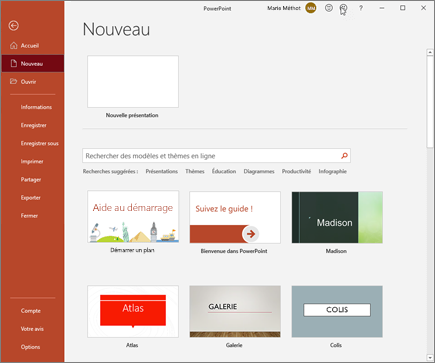 PowerPoint
Marie Méthot
MM
?
Accueil
Nouveau
Ouvrir
Informations
Enregistrer
Enregistrer sous
Imprimer
Partager
Exporter
Fermer
Compte
Votre avis
Options
Nouveau
Nouvelle présentation
Rechercher des modèles et thèmes en ligne
Recherches suggérées : Présentations Thèmes Éducation Diagrammes Productivité Infographie
Aide au démarrage
Démarrer un plan
Suivez le guide !
Bienvenue dans PowerPoint
Madison
Madison
Atlas
Atlas
GALERIE
Galerie
COLIS
Colis